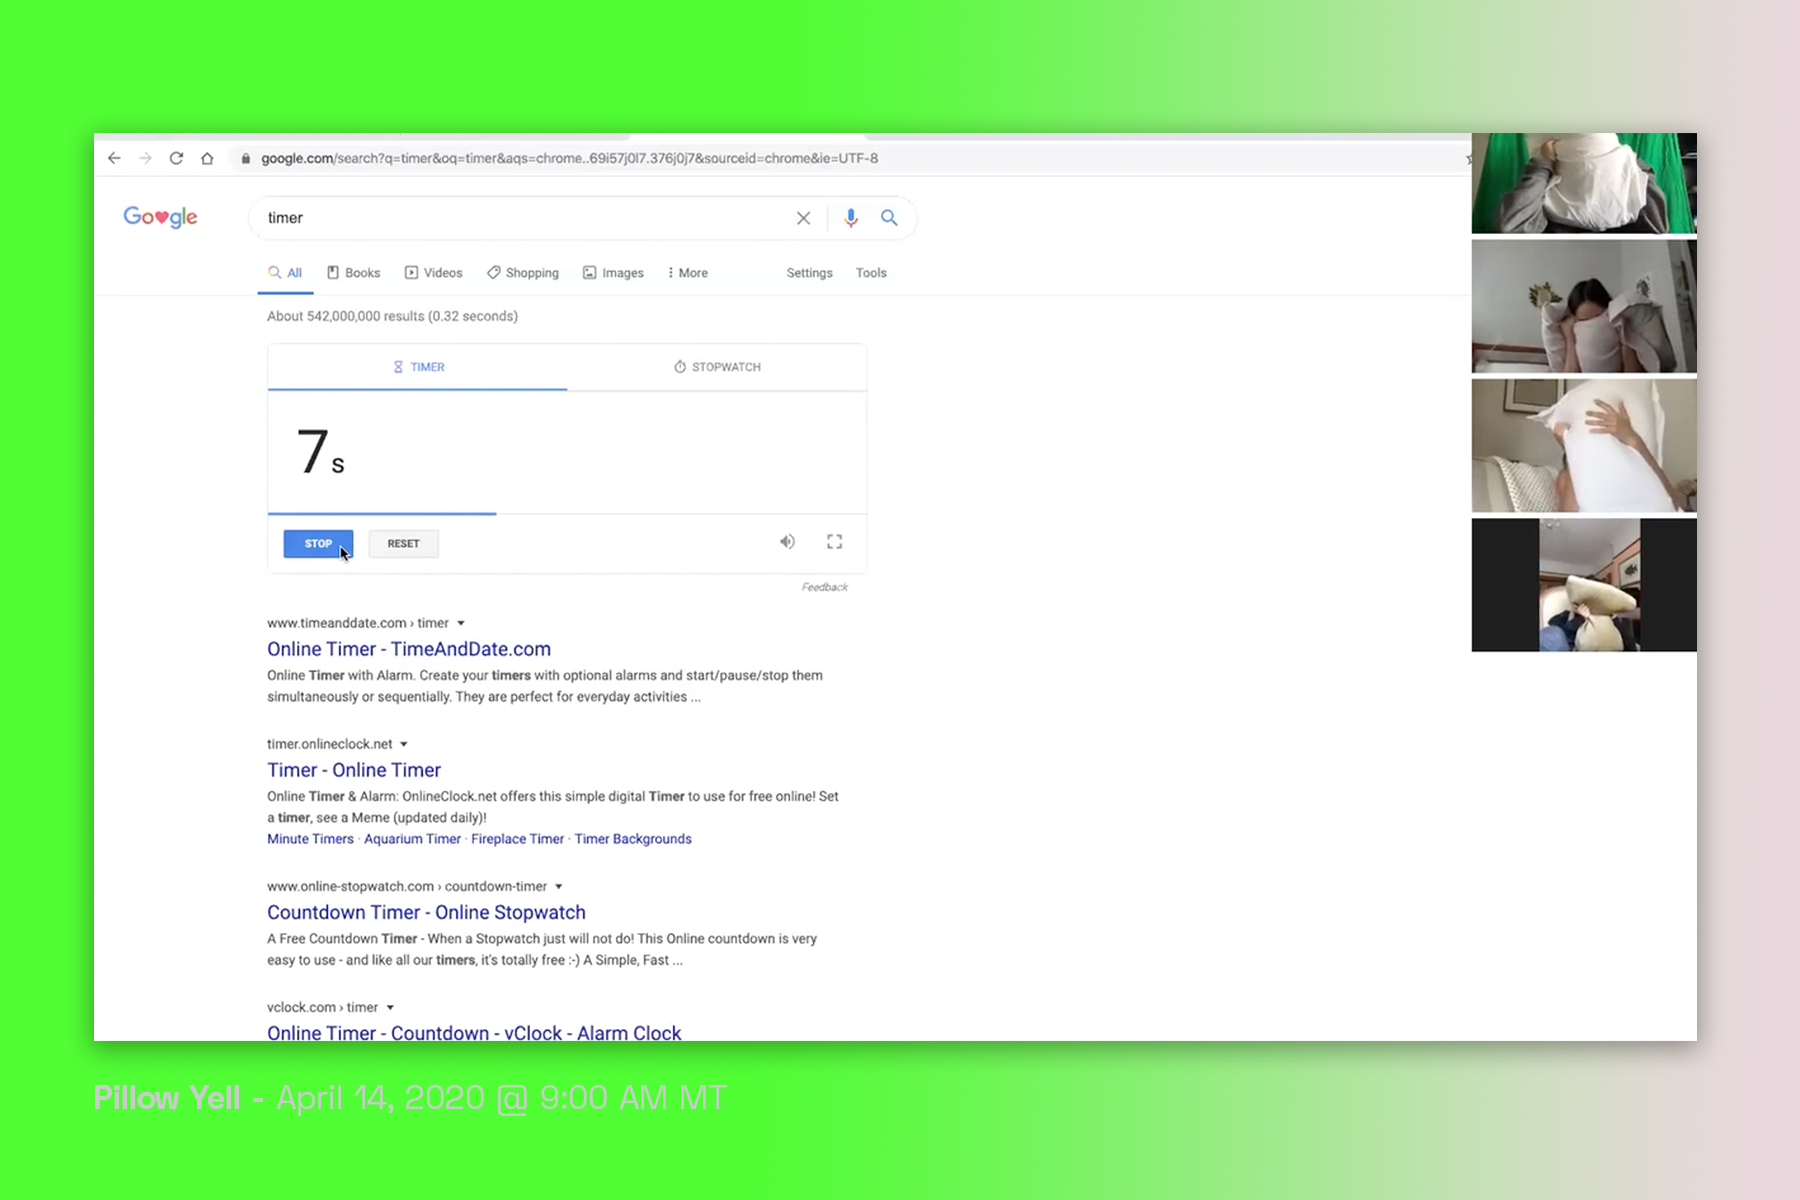 google.com/search?q=timer&oq=timer&aqs=chrome..69i57j0l7.376j0j7&sourceid=chrome&ie=UTF-8
Go♥gle
timer
All Books Videos Shopping Images More Settings Tools
About 542,000,000 results (0.32 seconds)
TIMER STOPWATCH
7 s
STOP RESET
Feedback
www.timeanddate.com › timer
Online Timer - TimeAndDate.com
Online Timer with Alarm. Create your timers with optional alarms and start/pause/stop them
simultaneously or sequentially. They are perfect for everyday activities ...
timer.onlineclock.net
Timer - Online Timer
Online Timer & Alarm: OnlineClock.net offers this simple digital Timer to use for free online! Set
a timer, see a Meme (updated daily)!
Minute Timers · Aquarium Timer · Fireplace Timer · Timer Backgrounds
www.online-stopwatch.com › countdown-timer
Countdown Timer - Online Stopwatch
A Free Countdown Timer - When a Stopwatch just will not do! This Online countdown is very
easy to use - and like all our timers, it's totally free :-) A Simple, Fast ...
vclock.com › timer
Online Timer - Countdown - vClock - Alarm Clock
Pillow Yell - April 14, 2020 @ 9:00 AM MT